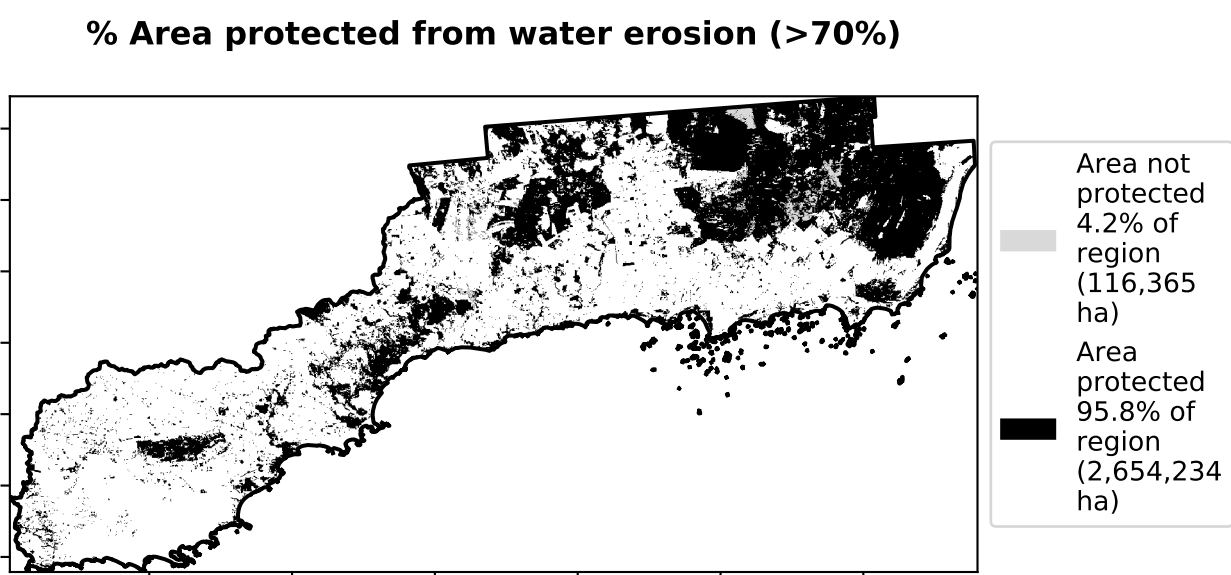 % Area protected from water erosion (>70%)
Area not
protected
4.2% of
region
(116,365
ha)
Area
protected
95.8% of
region
(2,654,234
ha)